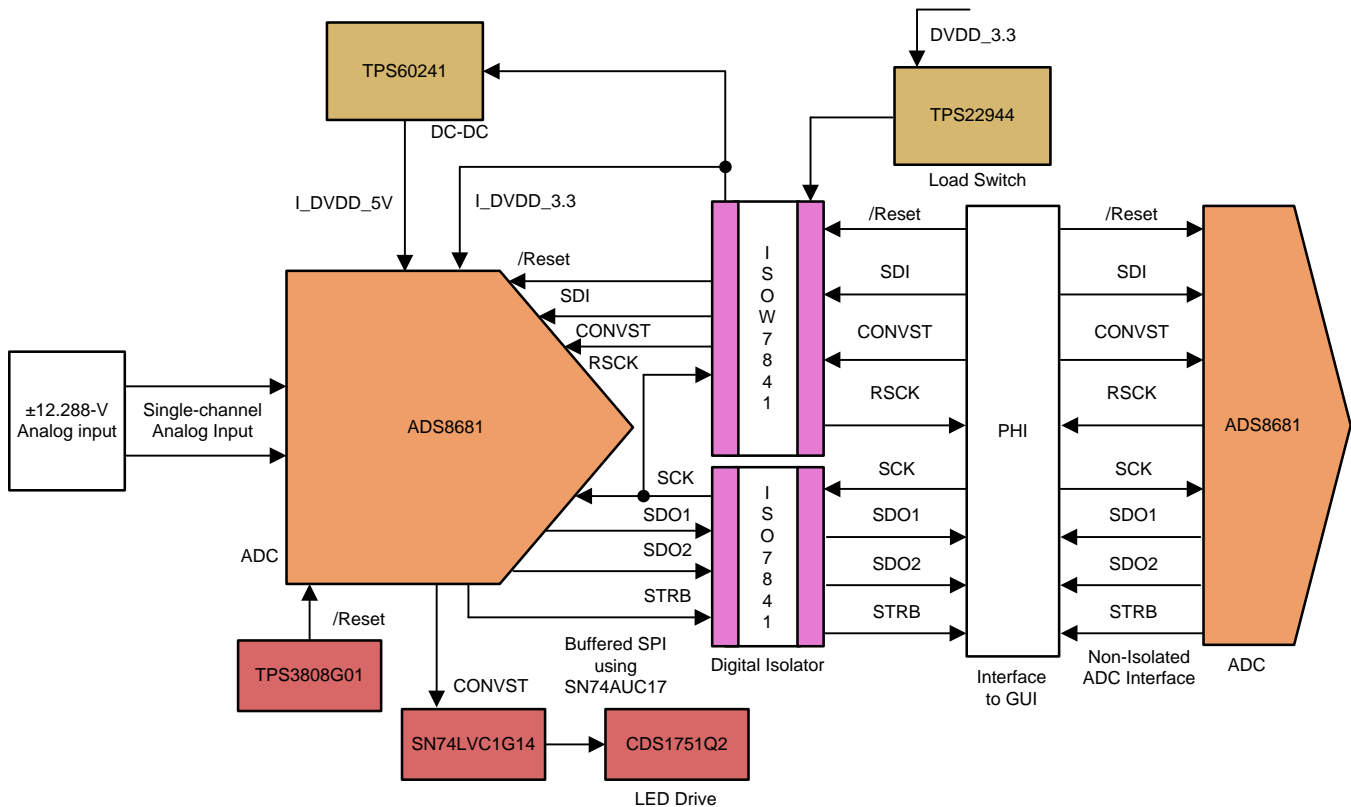 DVDD_3.3
TPS60241
DC-DC
TPS22944
Load Switch
I_DVDD_5V
I_DVDD_3.3
/Reset
SDI
CONVST
RSCK
ISOW7841
/Reset
SDI
CONVST
RSCK
SCK
SDO1
SDO2
STRB
PHI
/Reset
SDI
CONVST
RSCK
SCK
SDO1
SDO2
STRB
ADS8681
±12.288-V
Analog input
Single-channel
Analog Input
ADS8681
SCK
SDO1
SDO2
STRB
ISO7841
ADC
/Reset
TPS3808G01
CONVST
Buffered SPI
using
SN74AUC17
Digital Isolator
Interface
to GUI
Non-Isolated
ADC Interface
ADC
SN74LVC1G14
CDS1751Q2
LED Drive